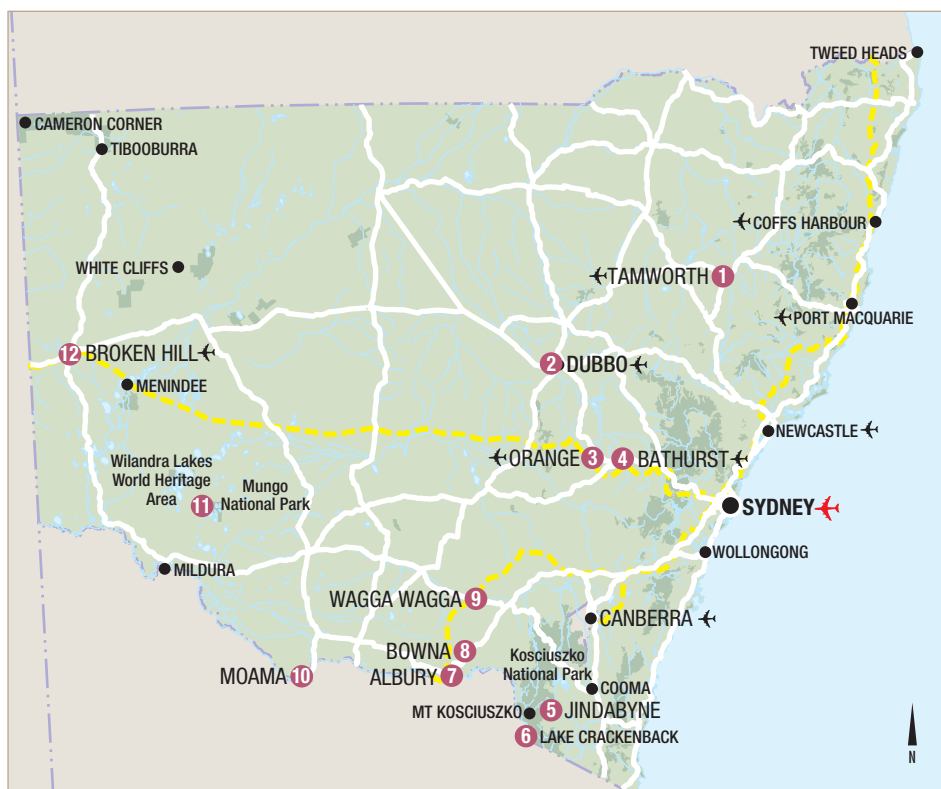 TWEED HEADS
CAMERON CORNER
TIBOOBURRA
COFFS HARBOUR
WHITE CLIFFS
TAMWORTH 1
PORT MACQUARIE
12 BROKEN HILL
2 DUBBO
MENINDEE
NEWCASTLE
ORANGE 3
4 BATHURST
Wilandra Lakes
World Heritage
Area
Mungo
National Park
11
SYDNEY
WOLLONGONG
MILDURA
WAGGA WAGGA 9
CANBERRA
BOWNA 8
Kosciuszko
National Park
MOAMA 10
ALBURY 7
COOMA
MT KOSCIUSZKO
5 JINDABYNE
6 LAKE CRACKENBACK
N